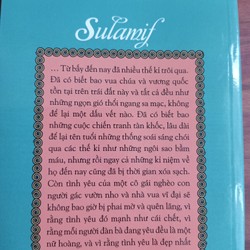 Sulamif
... Từ bấy đến nay đã nhiều thế kỉ trôi qua.
Đã có biết bao vua chúa và vương quốc
tồn tại trên trái đất này và tất cả đều như
những ngọn gió thổi ngang sa mạc, không
để lại một dấu vết nào. Đã có biết bao
những cuộc chiến tranh tàn khốc, lâu dài
để lại tên tuổi những thống soái sáng chói
qua các thế kỉ như những ngôi sao bằm
máu, nhưng rồi ngay cả những kỉ niệm về
họ đến nay cũng đã bị thời gian xóa sạch.
Còn tình yêu của một cô gái nghèo con
người gác vườn nho và nhà vua vĩ đại sẽ
không bao giờ bị phai mờ và quên lãng, vì
rằng tình yêu đó mạnh như cái chết, vì
rằng mỗi người đàn bà đang yêu đều là một
nữ hoàng, và vì rằng tình yêu là đẹp nhất